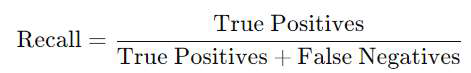 Recall = True Positives / True Positives + False Negatives